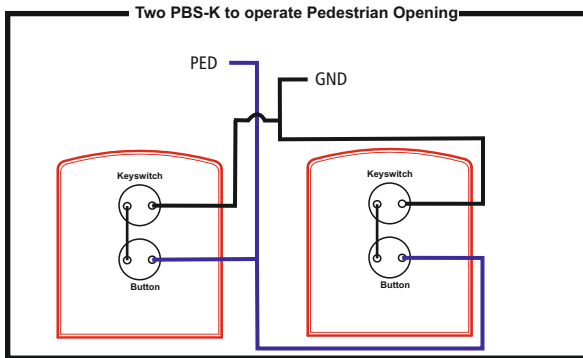 Two PBS-K to operate Pedestrian Opening
PED
GND
Keyswitch
Button
Keyswitch
Button